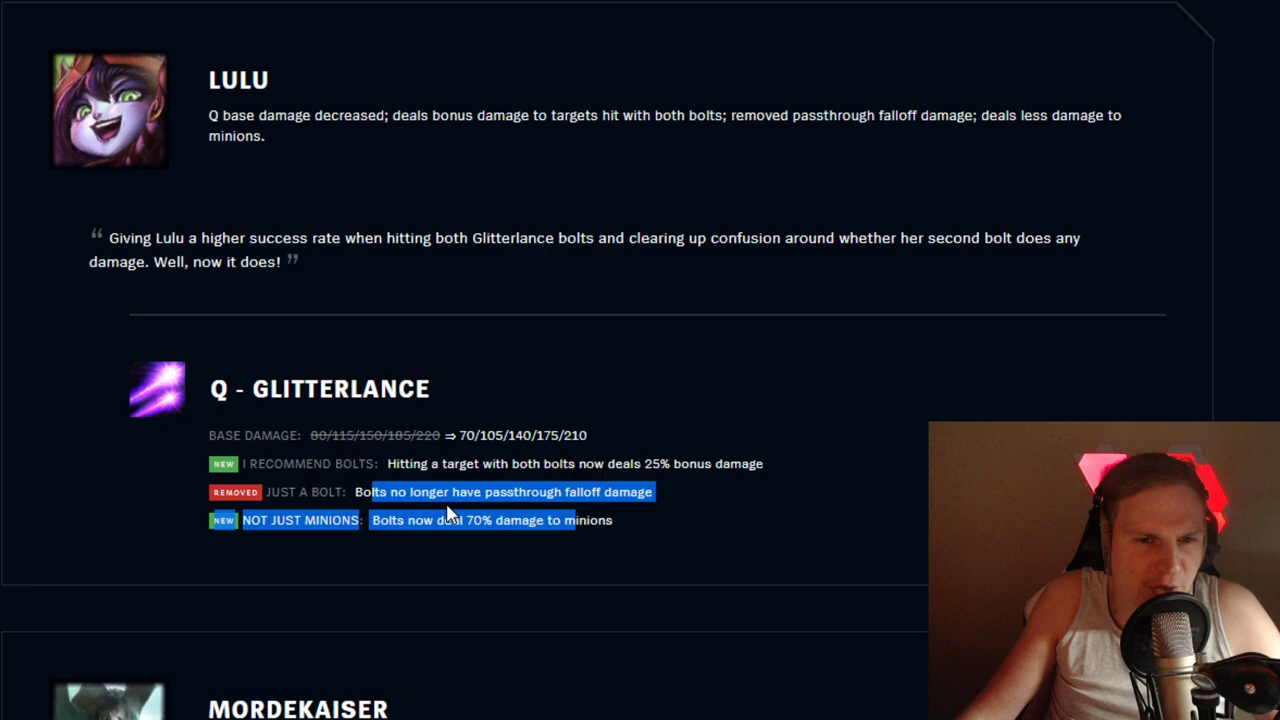 LULU
Q base damage decreased; deals bonus damage to targets hit with both bolts; removed passthrough falloff damage; deals less damage to
minions.
“ Giving Lulu a higher success rate when hitting both Glitterlance bolts and clearing up confusion around whether her second bolt does any
damage. Well, now it does! ”
Q - GLITTERLANCE
BASE DAMAGE: 80/115/150/185/220 ⇒ 70/105/140/175/210
NEW I RECOMMEND BOLTS: Hitting a target with both bolts now deals 25% bonus damage
REMOVED JUST A BOLT: Bolts no longer have passthrough falloff damage
NEW NOT JUST MINIONS: Bolts now deal 70% damage to minions
MORDEKAISER